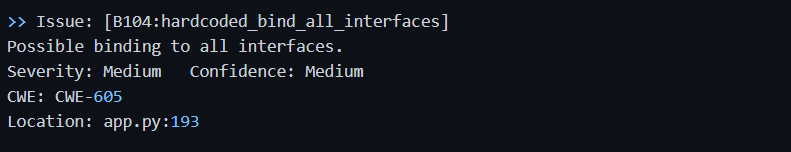 >> Issue: [B104:hardcoded_bind_all_interfaces]
Possible binding to all interfaces.
Severity: Medium   Confidence: Medium
CWE: CWE-605
Location: app.py:193